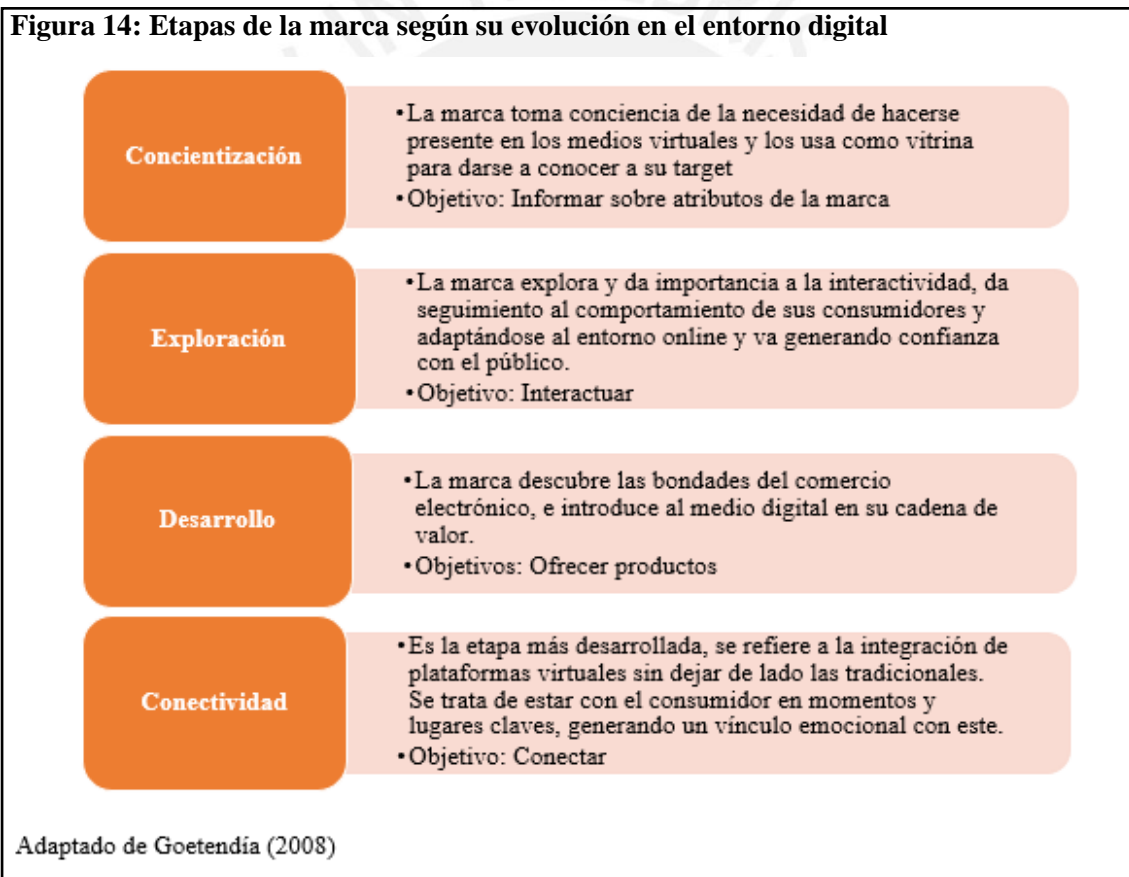 Figura 14: Etapas de la marca según su evolución en el entorno digital
Concientización
•La marca toma conciencia de la necesidad de hacerse
presente en los medios virtuales y los usa como vitrina
para darse a conocer a su target
•Objetivo: Informar sobre atributos de la marca
Exploración
•La marca explora y da importancia a la interactividad, da
seguimiento al comportamiento de sus consumidores y
adaptándose al entorno online y va generando confianza
con el público.
•Objetivo: Interactuar
Desarrollo
•La marca descubre las bondades del comercio
electrónico, e introduce al medio digital en su cadena de
valor.
•Objetivos: Ofrecer productos
Conectividad
•Es la etapa más desarrollada, se refiere a la integración de
plataformas virtuales sin dejar de lado las tradicionales.
Se trata de estar con el consumidor en momentos y
lugares claves, generando un vínculo emocional con este.
•Objetivo: Conectar
Adaptado de Goetendía (2008)